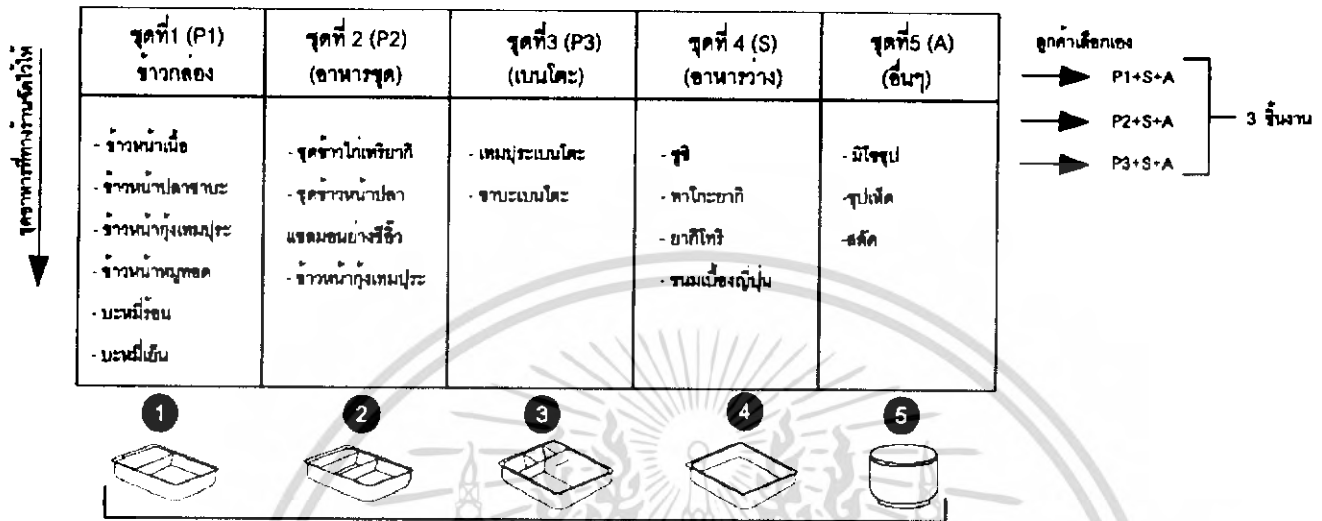 ชุดอาหารที่ทางร้านจัดไว้ให้
ชุดที่1 (P1)
ข้าวกล่อง
- ข้าวหน้าเนื้อ
- ข้าวหน้าปลาซาบะ
- ข้าวหน้ากุ้งเทมปุระ
- ข้าวหน้าหมูทอด
- บะหมี่ร้อน
- บะหมี่เย็น
ชุดที่ 2 (P2)
(อาหารชุด)
- ชุดข้าวไก่เทริยากิ
- ชุดข้าวหน้าปลา
แซลมอนย่างซีอิ๊ว
- ข้าวหน้ากุ้งเทมปุระ
ชุดที่3 (P3)
(เบนโตะ)
- เทมปุระเบนโตะ
- ซาบะเบนโตะ
ชุดที่ 4 (S)
(อาหารว่าง)
- ซูชิ
- ทาโกะยากิ
- ยากิโทริ
- ขนมเบื้องญี่ปุ่น
ชุดที่5 (A)
(อื่นๆ)
- มิโซซุป
-ซุปเห็ด
-สลัด
ลูกค้าเลือกเอง
P1+S+A
P2+S+A
P3+S+A
3 ชิ้นงาน
1
2
3
4
5